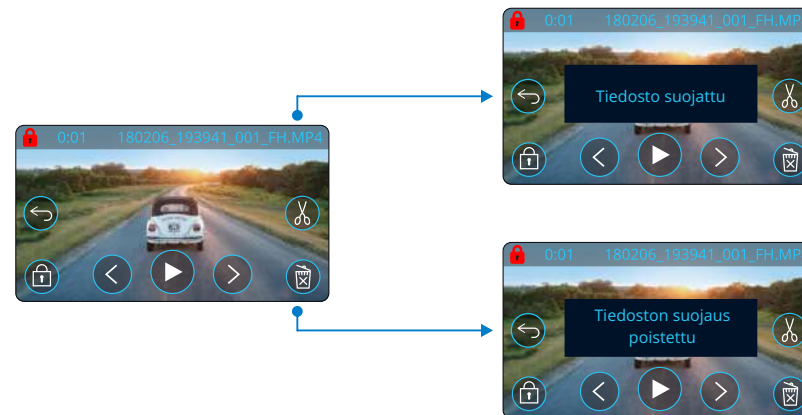 0:01 180206_193941_001_FH.MP
Tiedosto suojattu
0:01 180206_193941_001_FH.MP4
0:01 180206_193941_001_FH.MP
Tiedoston suojaus
poistettu